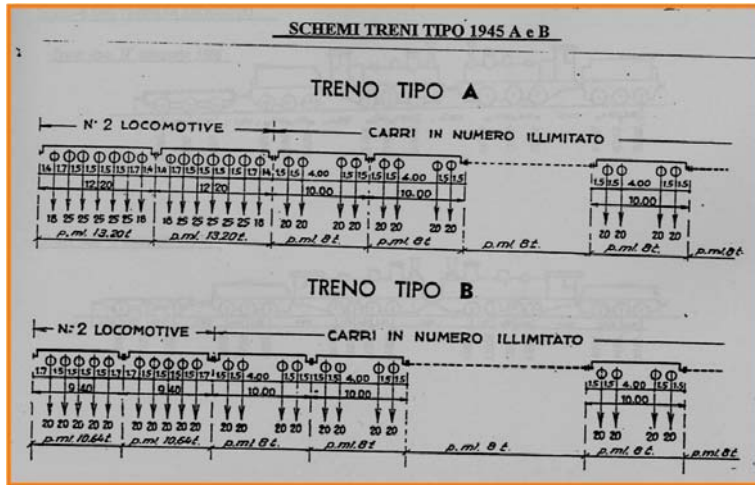 SCHEMI TRENI TIPO 1945 A e B
TRENO TIPO A
N° 2 LOCOMOTIVE CARRI IN NUMERO ILLIMITATO
1.4 1.7 1.5 1.5 1.5 1.5 1.7 1.4 1.4 1.7 1.5 1.5 1.5 1.5 1.7 1.4 1.5 1.5 4.00 1.5 1.5 1.5 1.5 4.00 1.5 1.5 1.5 1.5 4.00 1.5 1.5
12.20 12.20 10.00 10.00 10.00
18 25 25 25 25 25 18 18 25 25 25 25 25 18 20 20 20 20 20 20 20 20 20 20 20 20
p.ml. 13.20t. p.ml. 13.20t. p.ml. 8t. p.ml. 8t. p.ml. 8t. p.ml. 8t. p.ml 8t.
TRENO TIPO B
N° 2 LOCOMOTIVE CARRI IN NUMERO ILLIMITATO
1.7 1.5 1.5 1.5 1.5 1.7 1.7 1.5 1.5 1.5 1.5 1.7 1.5 1.5 4.00 1.5 1.5 1.5 1.5 4.00 1.5 1.5 1.5 1.5 4.00 1.5 1.5
9.40 9.40 10.00 10.00 10.00
20 20 20 20 20 20 20 20 20 20 20 20 20 20 20 20 20 20 20 20 20 20
p.ml. 10.64t. p.ml. 10.64t. p.ml. 8t. p.ml. 8t p.ml. 8t. p.ml. 8t. p.ml. 8t.